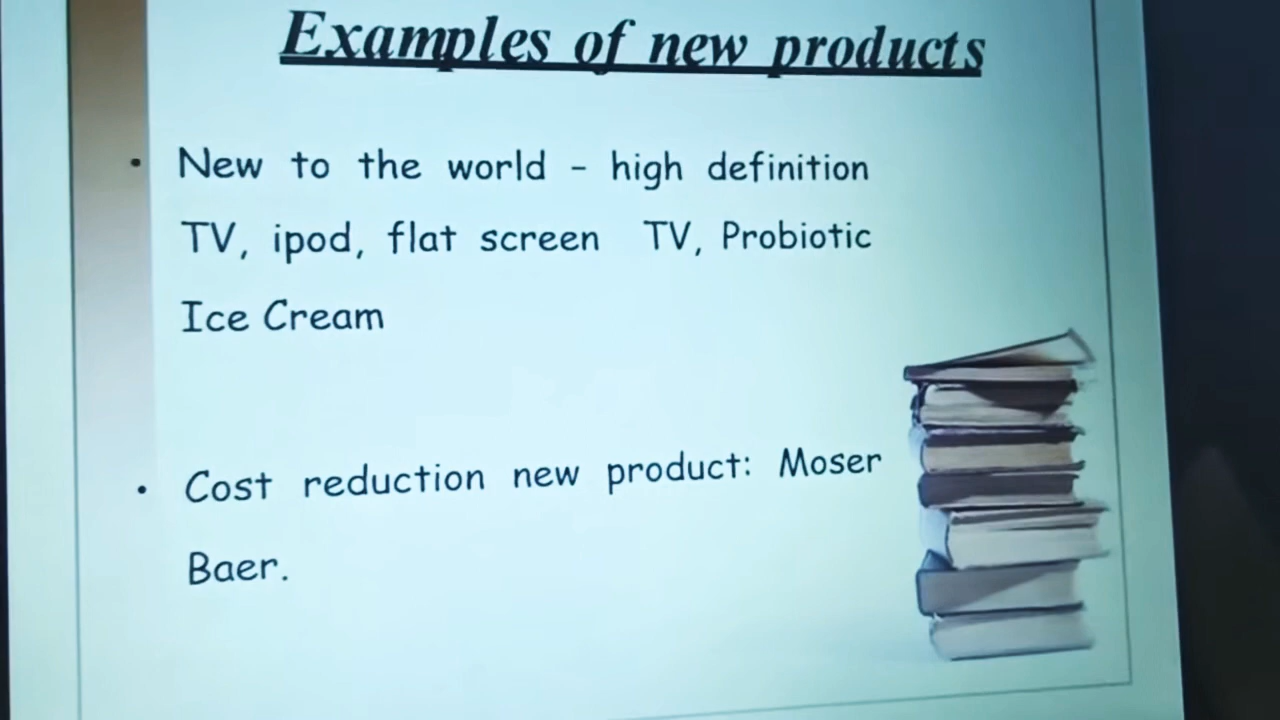 Examples of new products
• New to the world - high definition
TV, ipod, flat screen TV, Probiotic
Ice Cream
• Cost reduction new product: Moser
Baer.